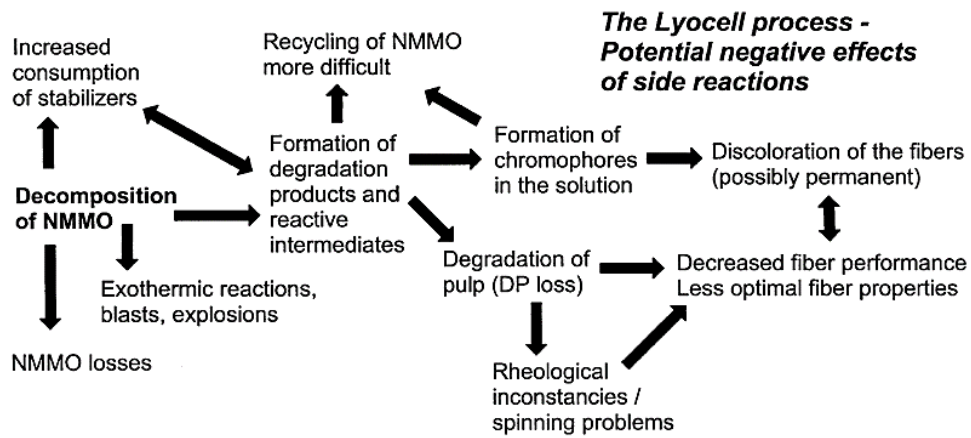 The Lyocell process -
Potential negative effects
of side reactions
Increased
consumption
of stabilizers
Recycling of NMMO
more difficult
Decomposition
of NMMO
Formation of
degradation
products and
reactive
intermediates
Formation of
chromophores
in the solution
Discoloration of the fibers
(possibly permanent)
Exothermic reactions,
blasts, explosions
NMMO losses
Degradation of
pulp (DP loss)
Decreased fiber performance
Less optimal fiber properties
Rheological
inconstancies /
spinning problems